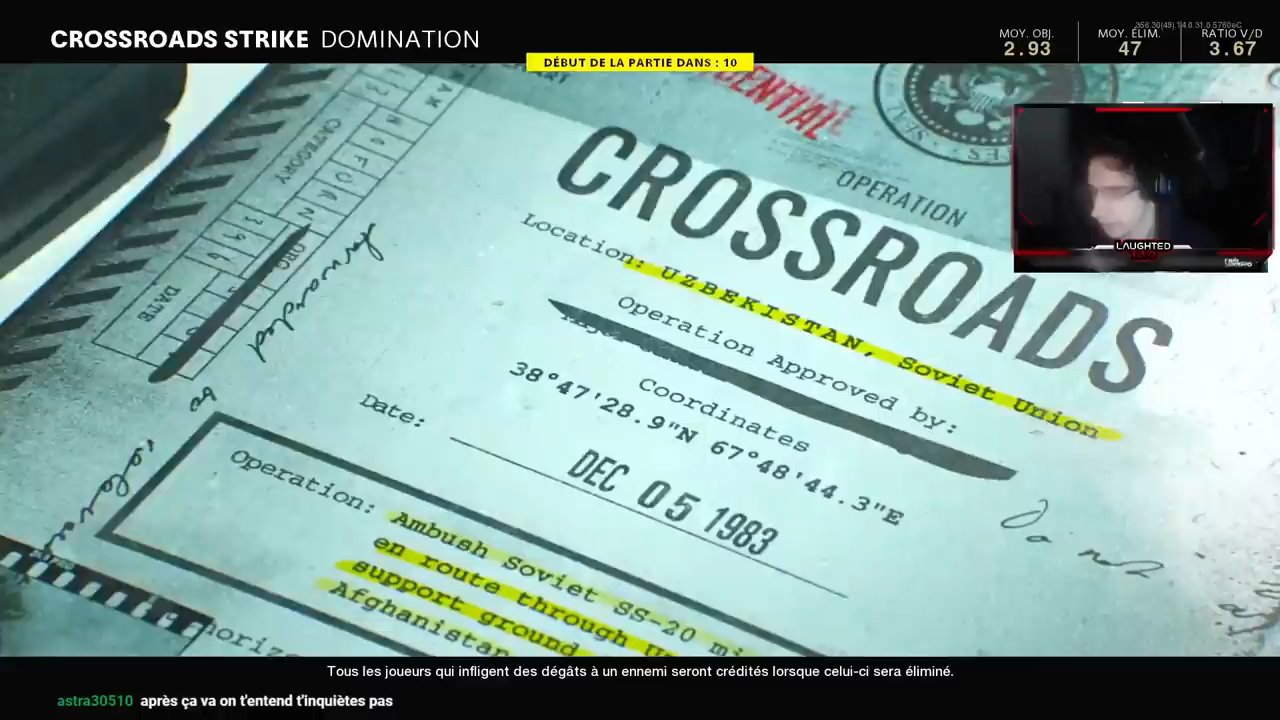 CROSSROADS STRIKE DOMINATION
MOY. OBJ.
2.93
MOY. ÉLIM.
47
RATIO V/D
3.67
DÉBUT DE LA PARTIE DANS : 10
OPERATION
CROSSROADS
Location: UZBEKISTAN, Soviet Union
Operation Approved by:
Coordinates
38°47'28.9"N 67°48'44.3"E
Date:
DEC 05 1983
Operation: Ambush Soviet SS-20
en route through
support ground
Afghanistan
CATEGORY
DATE
forwarded
Do not
LAUGHTED
Tous les joueurs qui infligent des dégâts à un ennemi seront crédités lorsque celui-ci sera éliminé.
astra30510 après ça va on t'entend t'inquiètes pas